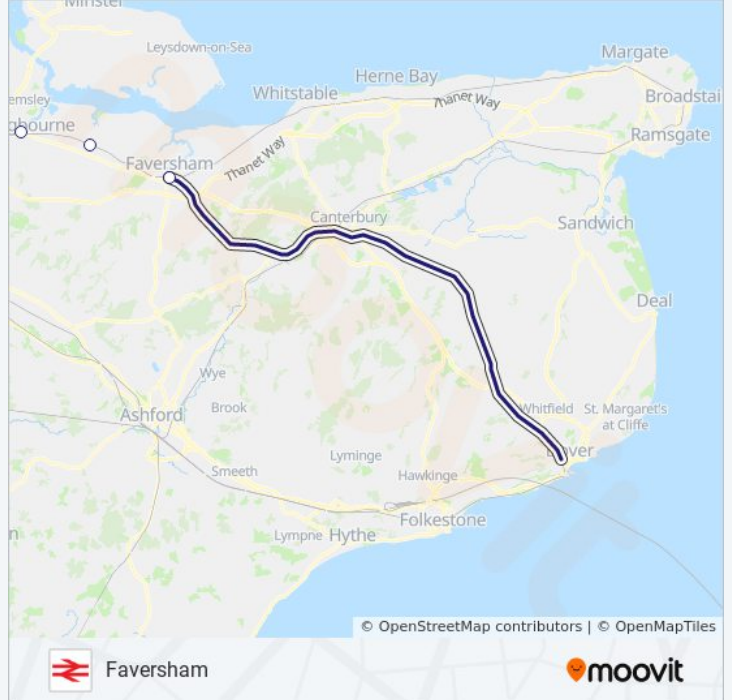 Minster
Leysdown-on-Sea
Margate
Herne Bay
Whitstable
emsley
Thanet Way
Broadstai
gbourne
Ramsgate
Faversham
Thanet Way
Canterbury
Sandwich
Deal
Wye
Ashford
Brook
Whitfield
St. Margaret's
at Cliffe
Dover
Lyminge
Smeeth
Hawkinge
Folkestone
Lympne
Hythe
n
© OpenStreetMap contributors | © OpenMapTiles
Faversham
moovit